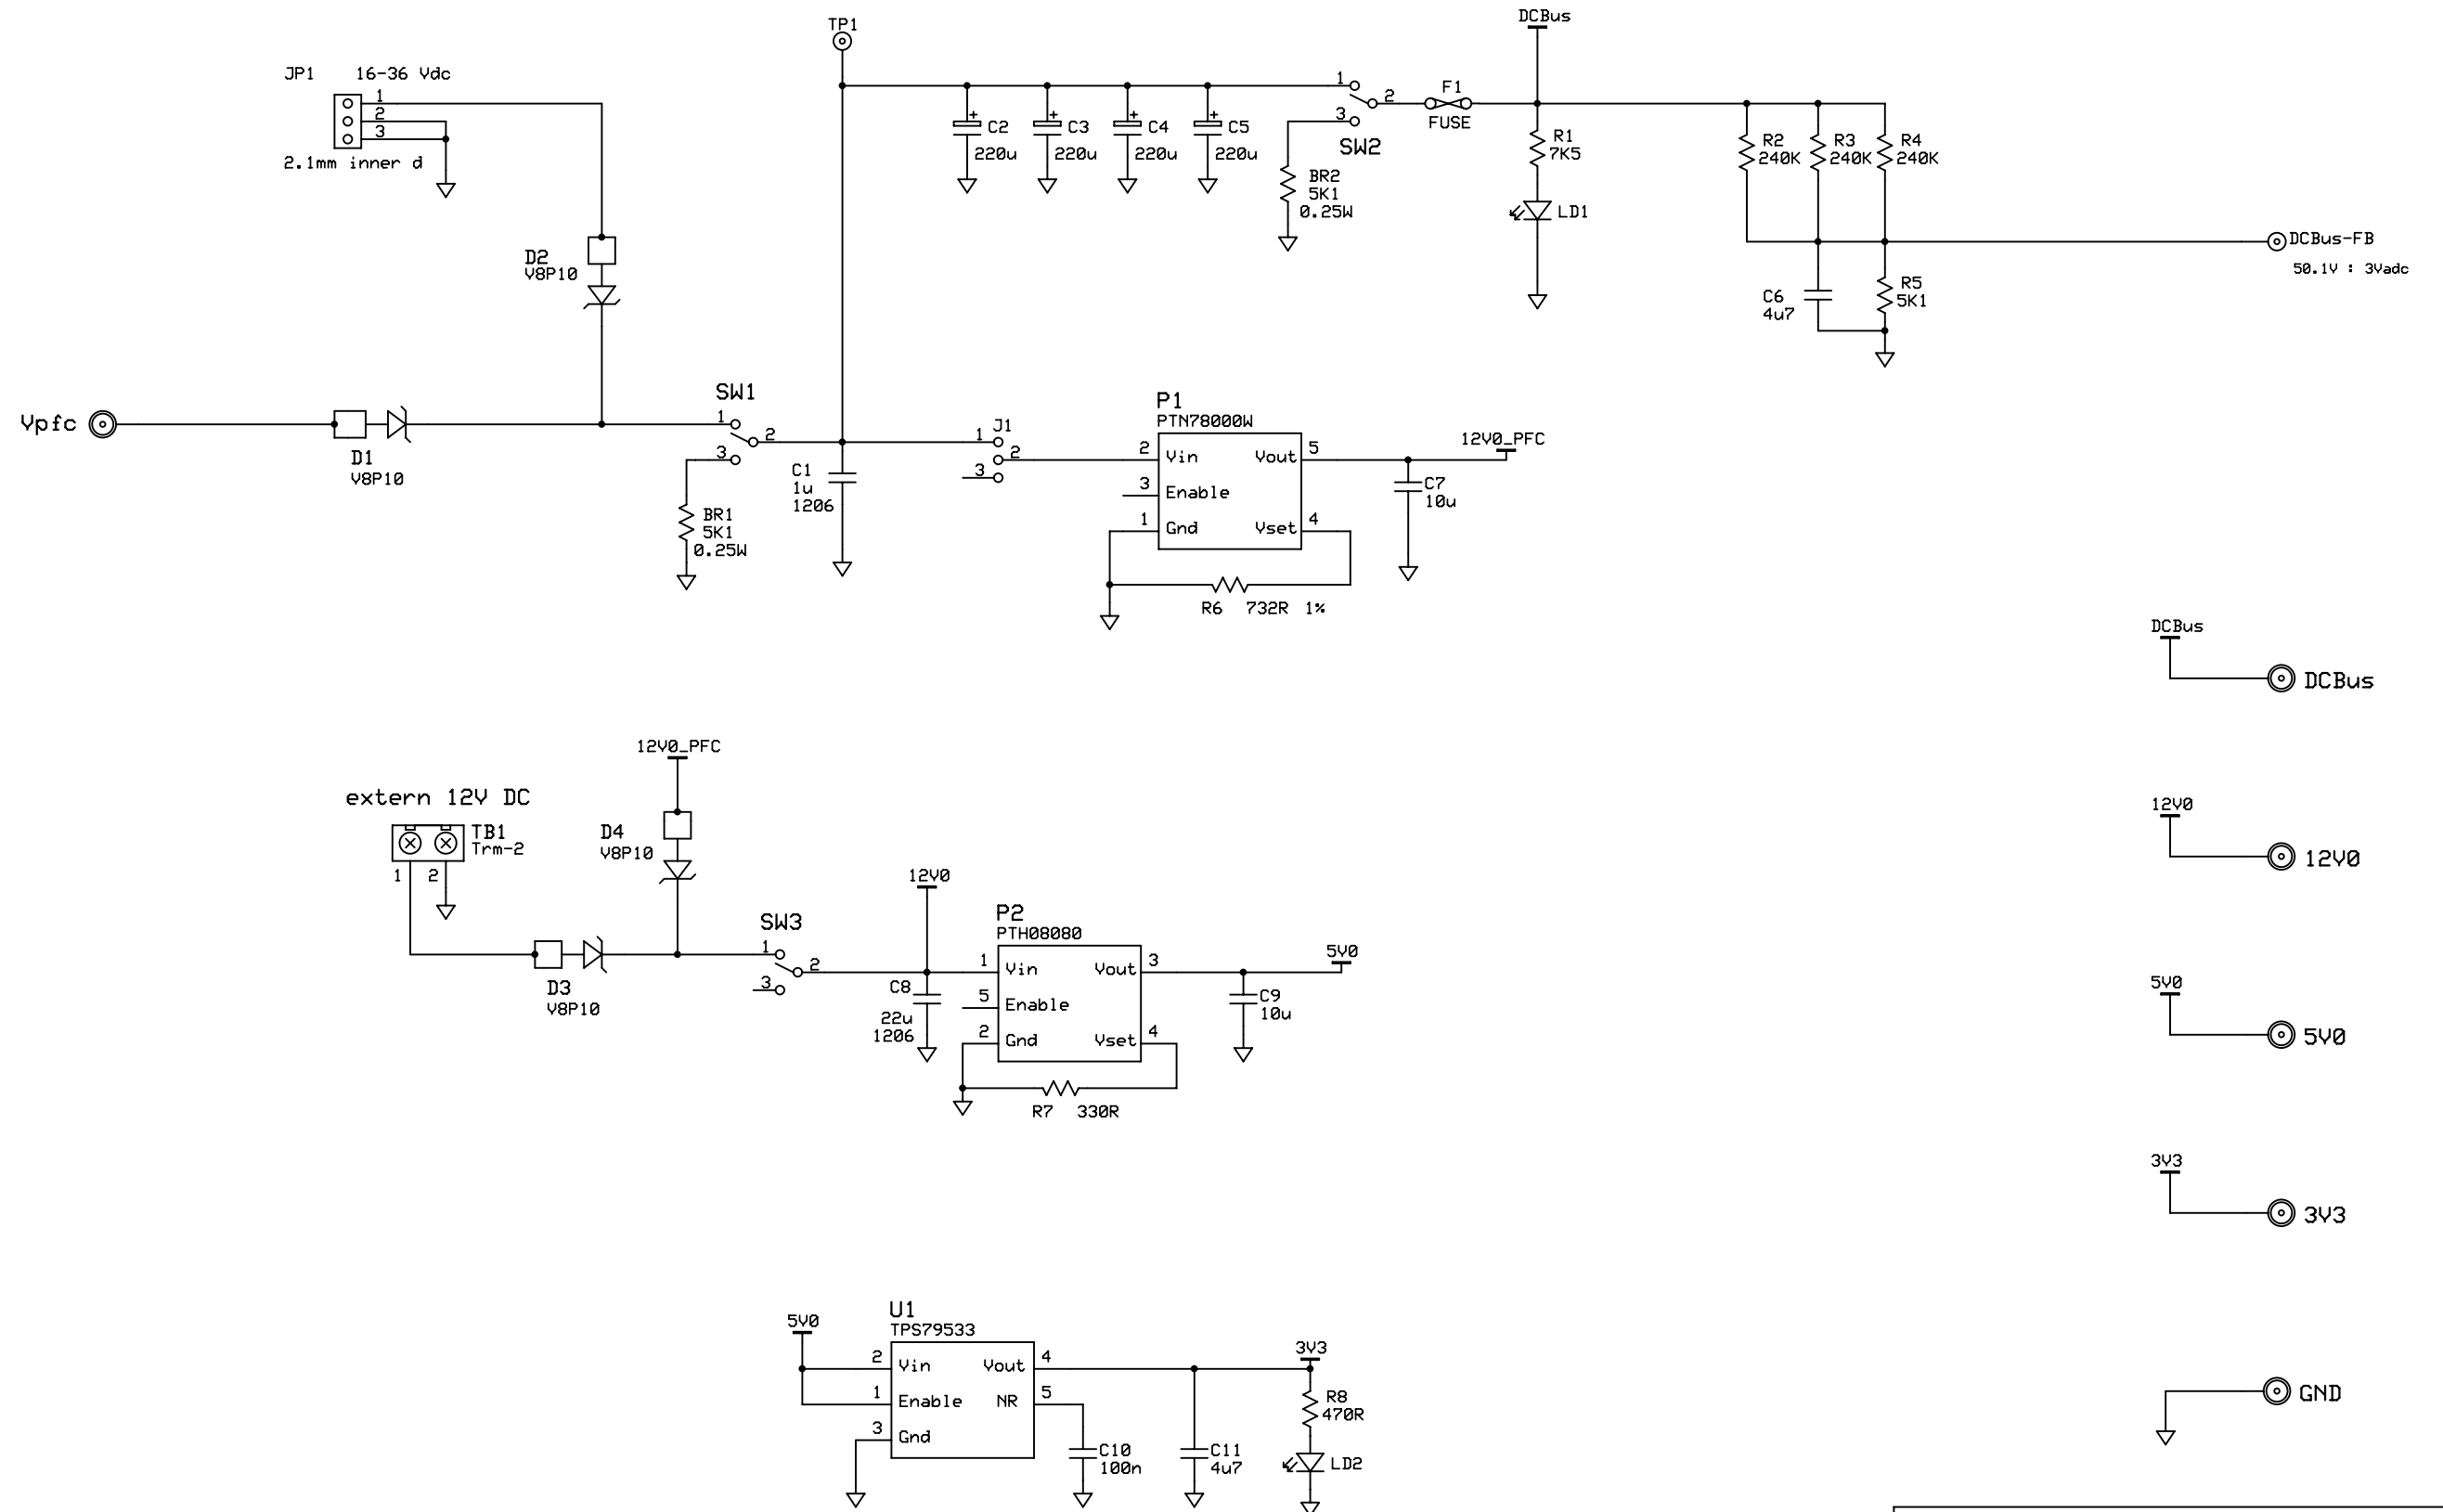 TP1
DCBus
JP1 16-36 Vdc
1
2
3
2.1mm inner d
C2
220u
C3
220u
C4
220u
C5
220u
1
2
3
SW2
F1
FUSE
BR2
5K1
0.25W
R1
7K5
LD1
R2
240K
R3
240K
R4
240K
DCBus-FB
50.1V : 3Vadc
C6
4u7
R5
5K1
D2
V8P10
Vpfc
D1
V8P10
SW1
1
2
3
BR1
5K1
0.25W
C1
1u
1206
J1
1
2
3
P1
PTN78000W
2 Vin
Vout 5
3 Enable
1 Gnd
Vset 4
R6 732R 1%
12V0_PFC
C7
10u
DCBus
DCBus
12V0_PFC
extern 12V DC
TB1
Trm-2
1 2
D4
V8P10
D3
V8P10
SW3
1
2
3
12V0
C8
22u
1206
P2
PTH08080
1 Vin
Vout 3
5 Enable
2 Gnd
Vset 4
R7 330R
5V0
C9
10u
12V0
12V0
5V0
5V0
3V3
3V3
5V0
U1
TPS79533
2 Vin
Vout 4
1 Enable
NR 5
3 Gnd
C10
100n
C11
4u7
3V3
R8
470R
LD2
GND